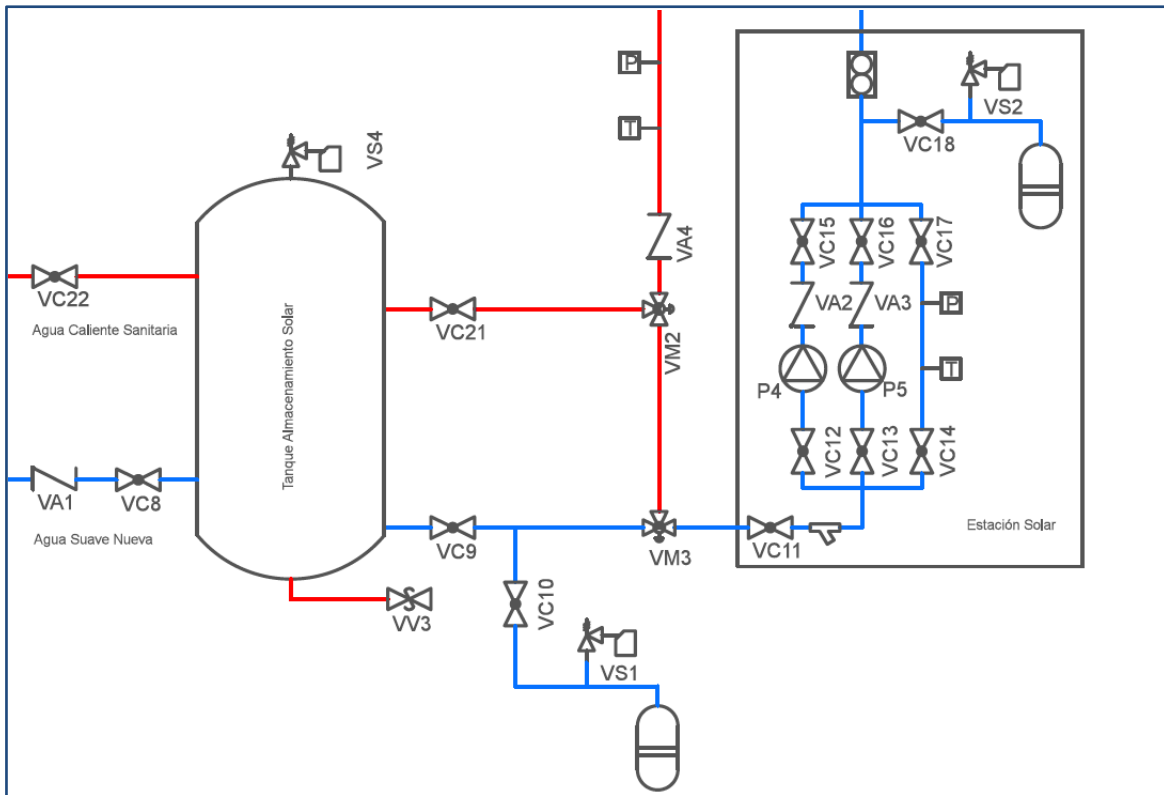 P
T
VS4
VS2
VC18
VC15
VC16
VC17
VA4
VC22
Agua Caliente Sanitaria
VC21
VM2
VA2
VA3
P
T
P4
P5
Tanque Almacenamiento Solar
VC12
VC13
VC14
VA1
VC8
Agua Suave Nueva
VC9
VM3
VC11
Estación Solar
VV3
VC10
VS1